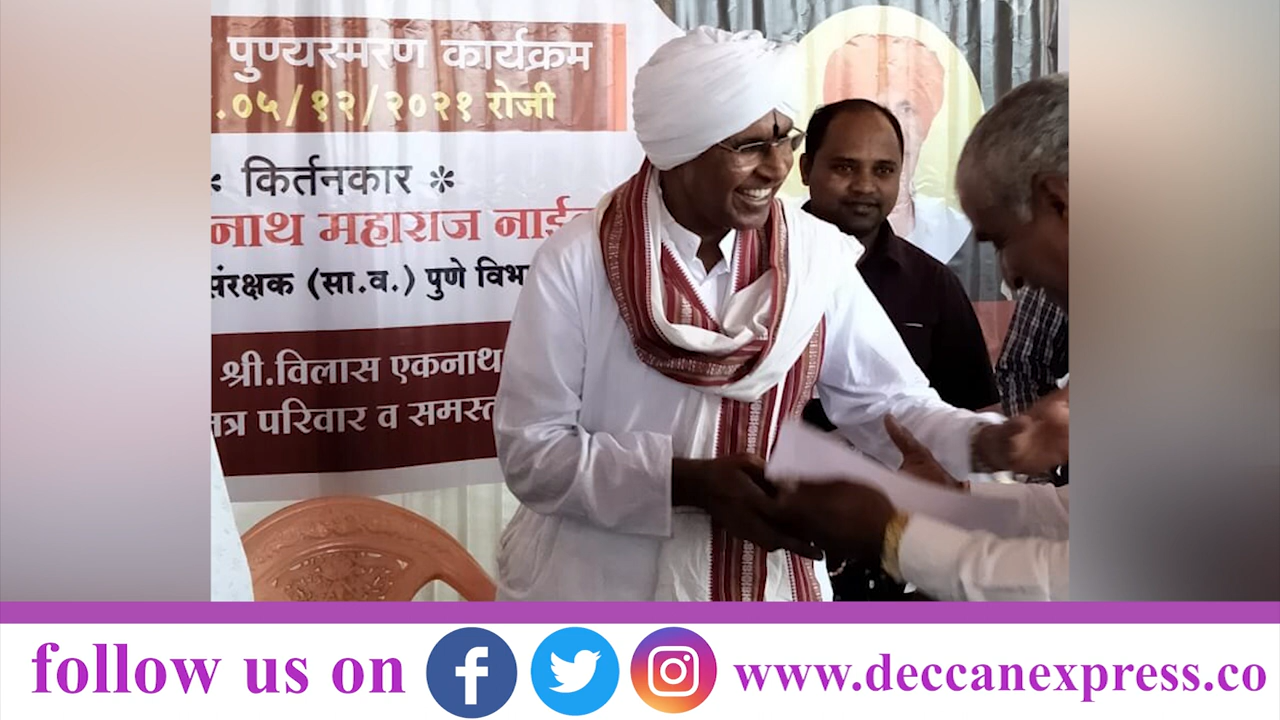 पुण्यस्मरण कार्यक्रम
.०५/१२/२०२१ रोजी
किर्तनकार *
नाथ महाराज
संरक्षक (सा.व.) पुणे
श्री.विलास एकनाथ
परिवार व
follow us on
www.deccanexpress.co